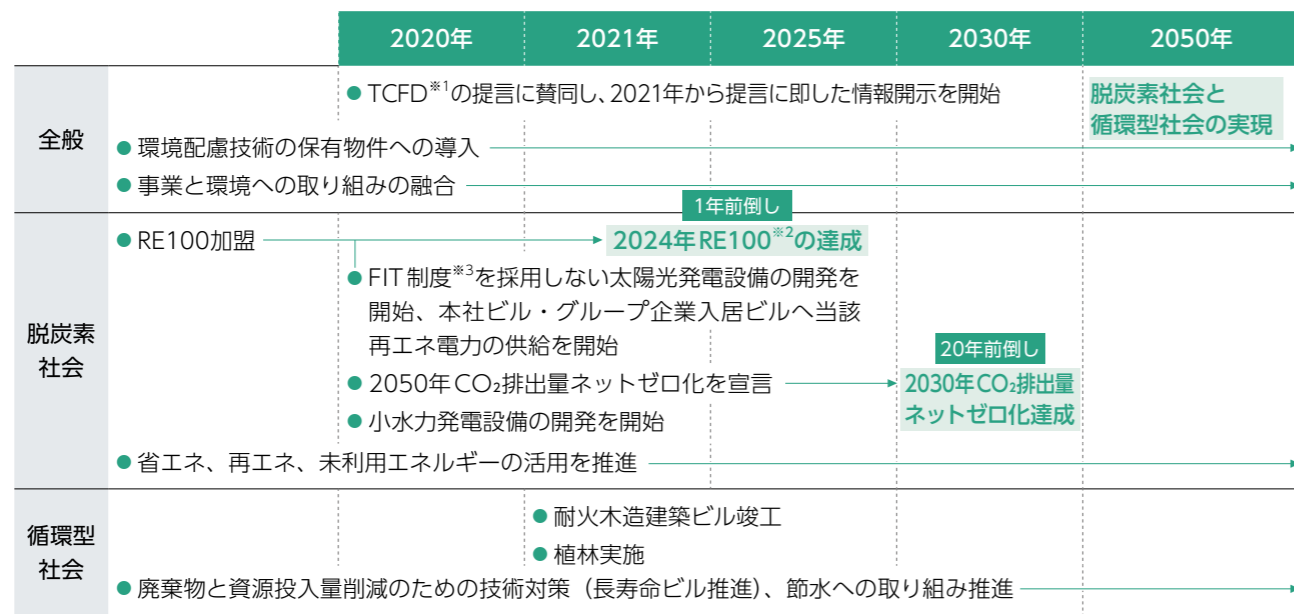 2020年 2021年 2025年 2030年 2050年
全般
● TCFD※1の提言に賛同し、2021年から提言に即した情報開示を開始
脱炭素社会と
循環型社会の実現
● 環境配慮技術の保有物件への導入
● 事業と環境への取り組みの融合
脱炭素
社会
1年前倒し
● RE100加盟
2024年RE100※2の達成
● FIT制度※3を採用しない太陽光発電設備の開発を
開始、本社ビル・グループ企業入居ビルへ当該
再エネ電力の供給を開始
20年前倒し
● 2050年CO₂排出量ネットゼロ化を宣言
2030年CO₂排出量
ネットゼロ化達成
● 小水力発電設備の開発を開始
● 省エネ、再エネ、未利用エネルギーの活用を推進
循環型
社会
● 耐火木造建築ビル竣工
● 植林実施
● 廃棄物と資源投入量削減のための技術対策（長寿命ビル推進）、節水への取り組み推進